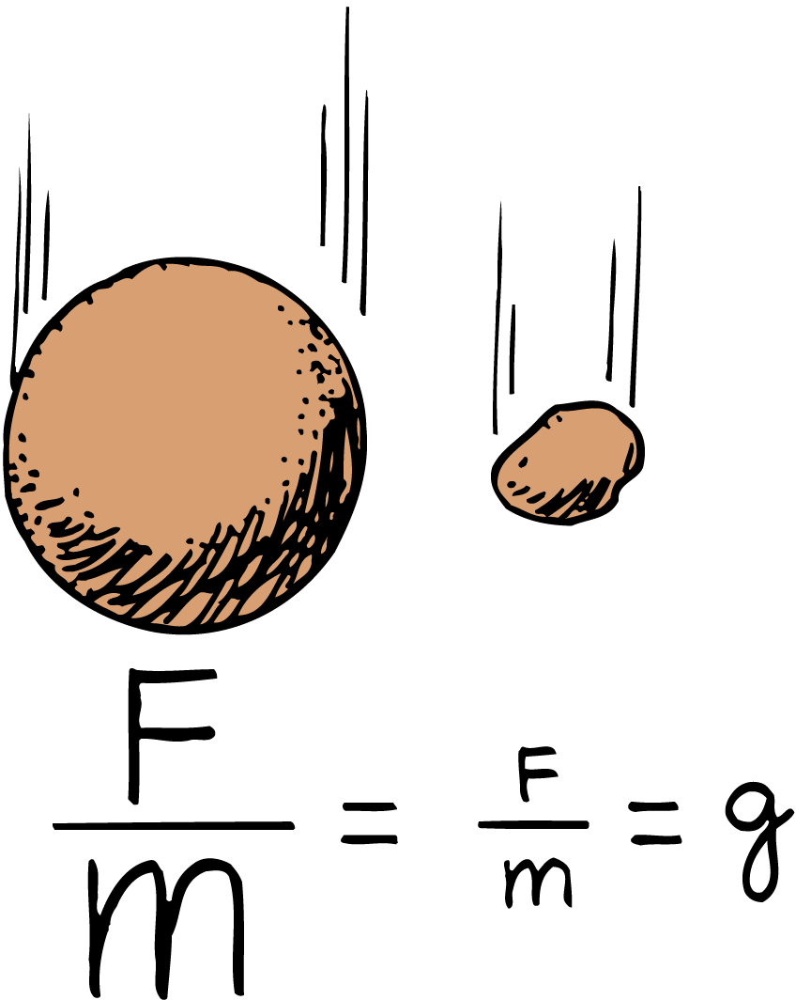 F/m = F/m = g